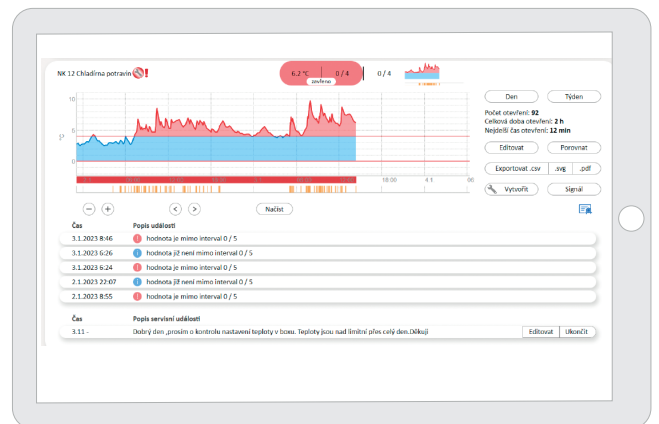 NK 12 Chladírna potravin
6.2 °C 0 / 4 0 / 4
zavřeno
10
5
0
°C
18:00 4.1 06
Den Týden
Počet otevření: 92
Celková doba otevření: 2 h
Nejdelší čas otevření: 12 min
Editovat Porovnat
Exportovat .csv .svg .pdf
Vytvořit Signál
Načíst
Čas Popis události
3.1.2023 8:46 hodnota je mimo interval 0 / 5
3.1.2023 6:26 hodnota již není mimo interval 0 / 5
3.1.2023 6:24 hodnota je mimo interval 0 / 5
2.1.2023 22:07 hodnota již není mimo interval 0 / 5
2.1.2023 8:55 hodnota je mimo interval 0 / 5
Čas Popis servisní události
3.11 - Dobrý den ,prosím o kontrolu nastavení teploty v boxu. Teploty jsou nad limitní přes celý den.Děkuji Editovat Ukončit